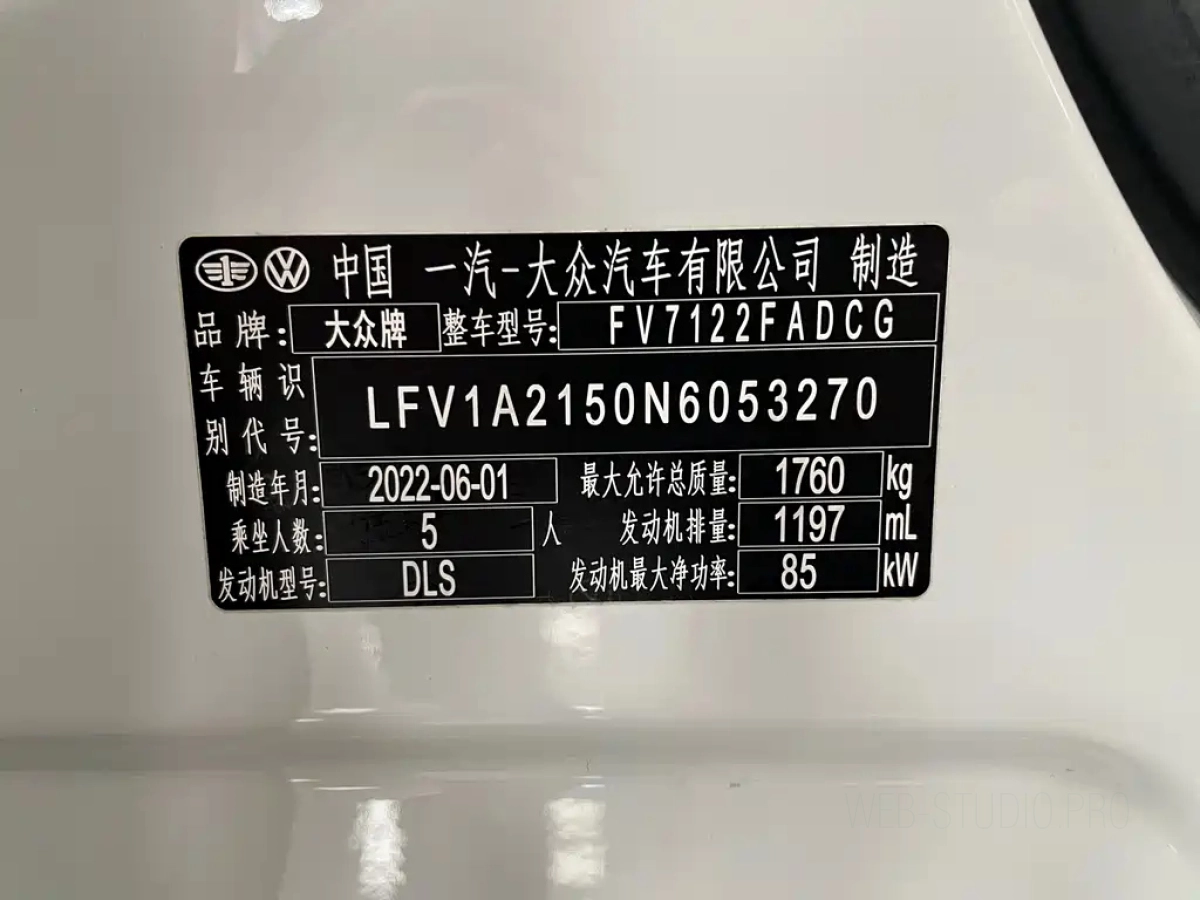 中国 一汽-大众汽车有限公司 制造
品牌: 大众牌 整车型号: FV7122FADCG
车辆识别代号: LFV1A2150N6053270
制造年月: 2022-06-01 最大允许总质量: 1760 kg
乘坐人数: 5 人 发动机排量: 1197 mL
发动机型号: DLS 发动机最大净功率: 85 kW
WEB-STUDIO.PRO